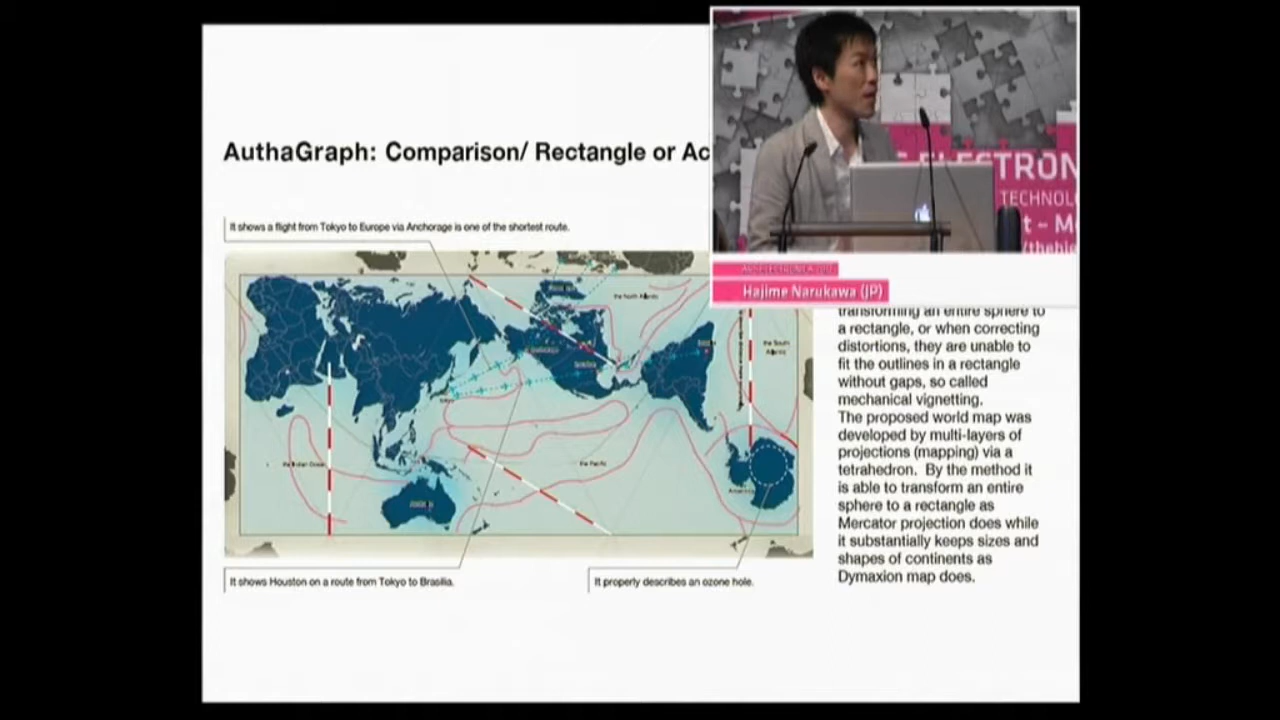 AuthaGraph: Comparison/ Rectangle or Ac
It shows a flight from Tokyo to Europe via Anchorage is one of the shortest route.
ELECTRON
TECHNOLO
t - M
/thebi
Hajime Narukawa (JP)
transforming an entire sphere to
a rectangle, or when correcting
distortions, they are unable to
fit the outlines in a rectangle
without gaps, so called
mechanical vignetting.
The proposed world map was
developed by multi-layers of
projections (mapping) via a
tetrahedron. By the method it
is able to transform an entire
sphere to a rectangle as
Mercator projection does while
it substantially keeps sizes and
shapes of continents as
Dymaxion map does.
the North Atlantic
the South
Atlantic
Tokyo
the Indian Ocean
the Pacific
Antarctica
It shows Houston on a route from Tokyo to Brasilia.
It properly describes an ozone hole.